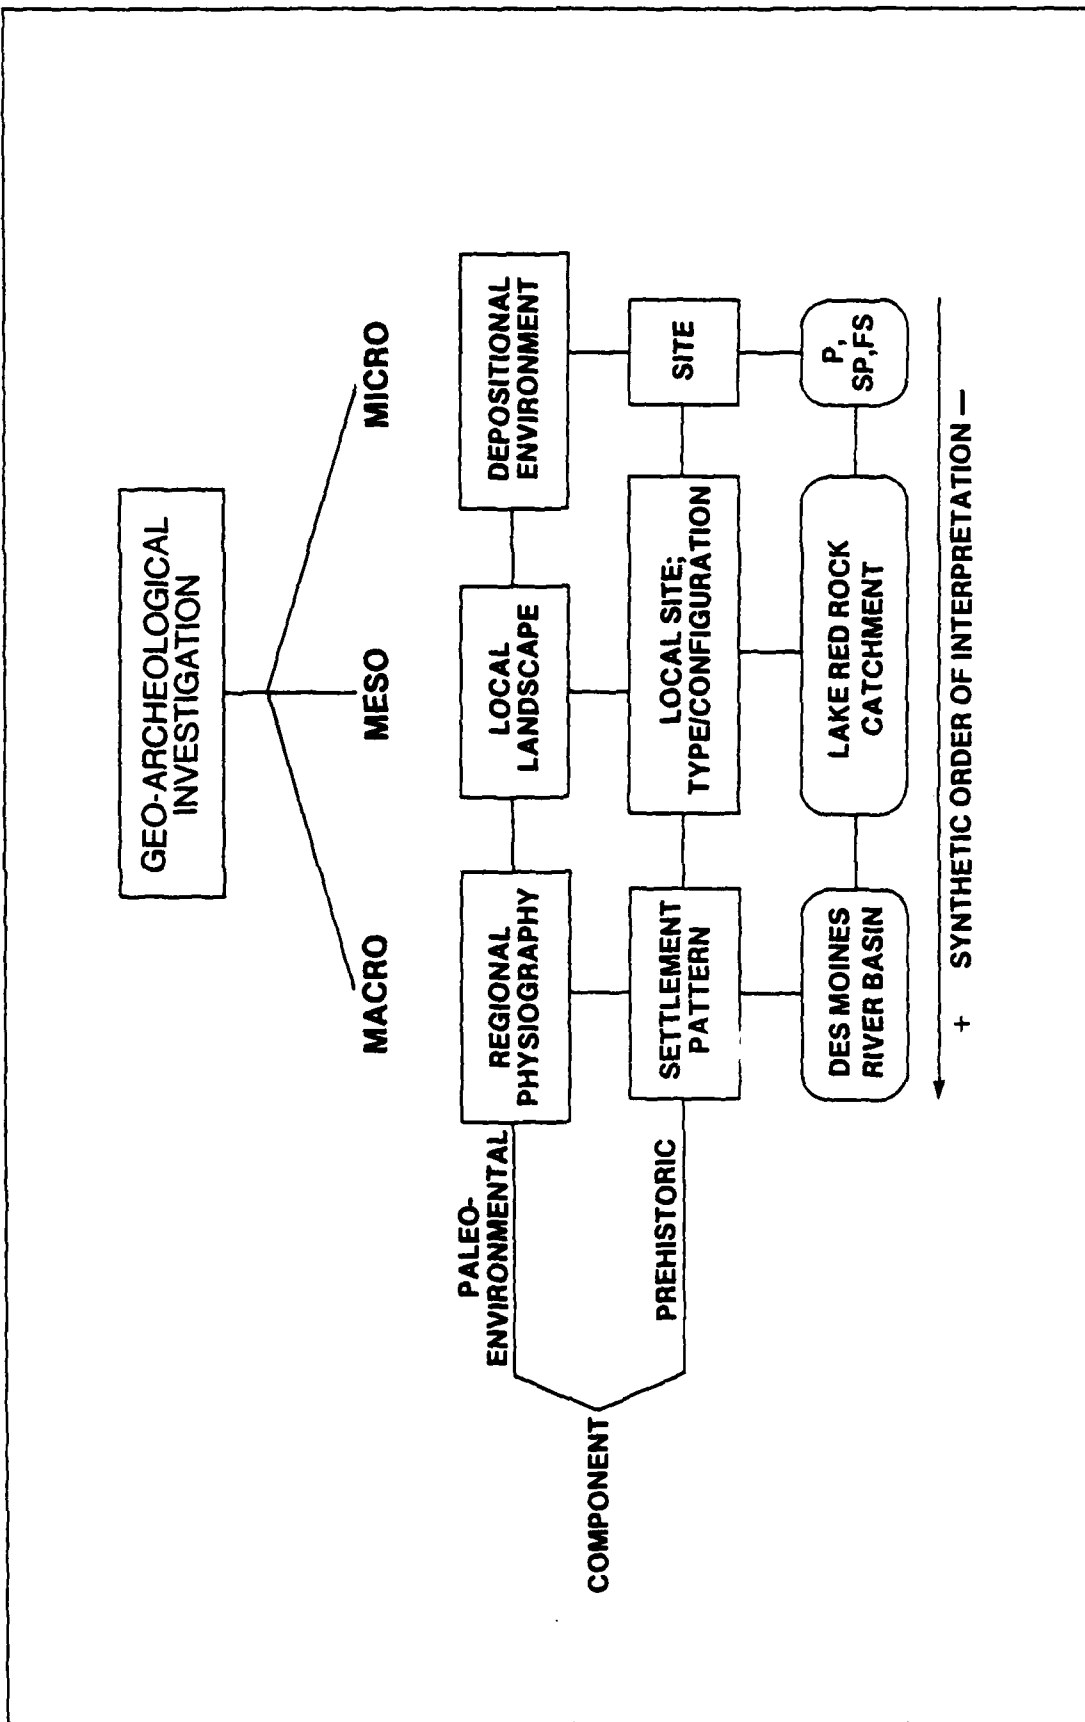 GEO-ARCHEOLOGICAL
INVESTIGATION
MACRO
MESO
MICRO
PALEO-
ENVIRONMENTAL
REGIONAL
PHYSIOGRAPHY
LOCAL
LANDSCAPE
DEPOSITIONAL
ENVIRONMENT
COMPONENT
PREHISTORIC
SETTLEMENT
PATTERN
LOCAL SITE;
TYPE/CONFIGURATION
SITE
DES MOINES
RIVER BASIN
LAKE RED ROCK
CATCHMENT
P,
SP,FS
+ SYNTHETIC ORDER OF INTERPRETATION —